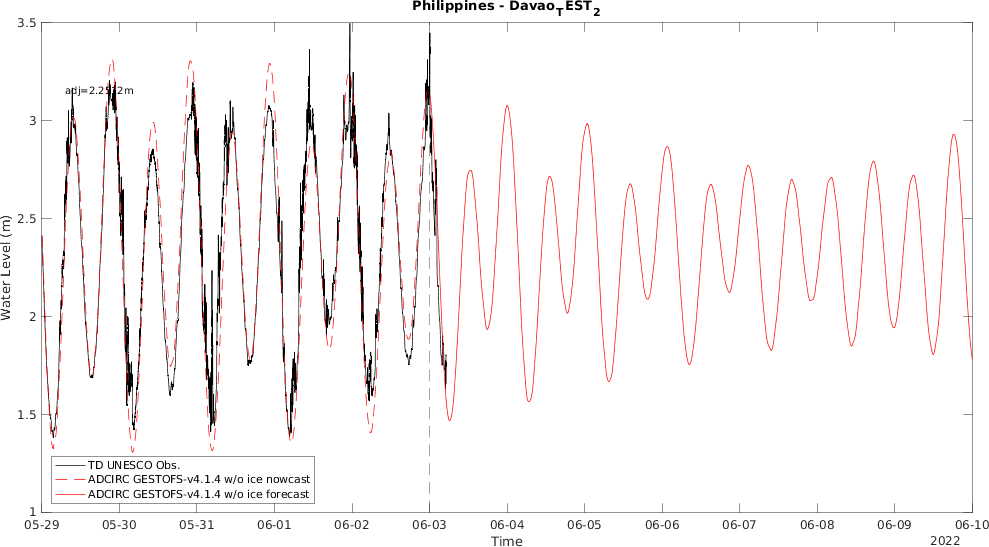 Philippines - Davao_TEST_2
3.5
adj=2.2512m
3
2.5
Water Level (m)
2
1.5
TD UNESCO Obs.
ADCIRC GESTOFS-v4.1.4 w/o ice nowcast
ADCIRC GESTOFS-v4.1.4 w/o ice forecast
1
05-29 05-30 05-31 06-01 06-02 06-03 06-04 06-05 06-06 06-07 06-08 06-09 06-10
Time
2022